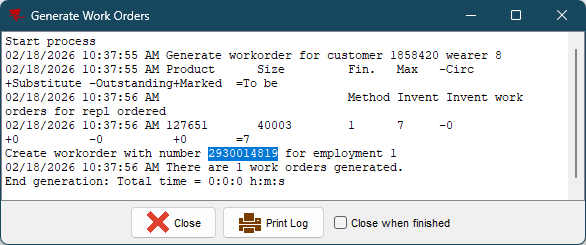 Generate Work Orders
Start process
02/18/2026 10:37:55 AM Generate workorder for customer 1858420 wearer 8
02/18/2026 10:37:55 AM Product Size Fin. Max -Circ
+Substitute -Outstanding+Marked =To be
02/18/2026 10:37:56 AM Method Invent Invent work
orders for repl ordered
02/18/2026 10:37:56 AM 127651 40003 1 7 -0
+0 -0 +0 =7
Create workorder with number 2930014819 for employment 1
02/18/2026 10:37:56 AM There are 1 work orders generated.
End generation: Total time = 0:0:0 h:m:s
Close Print Log Close when finished